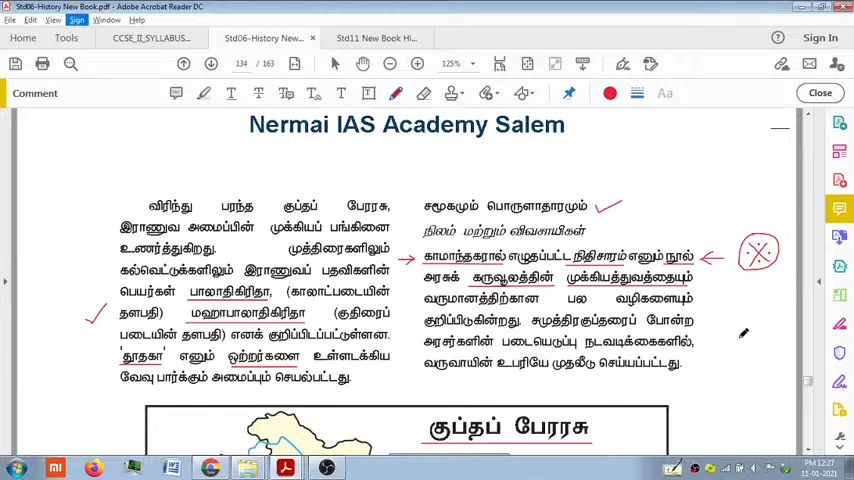 Std06-History New Book.pdf - Adobe Acrobat Reader DC
File Edit View Sign Window Help
Home Tools CCSE_II_SYLLABUS... Std06-History New... × Std11 New Book Hi... Sign In
134 / 163 125%
Comment Aa Close
Nermai IAS Academy Salem
விரிந்து பரந்த குப்தப் பேரரசு,
இராணுவ அமைப்பின் முக்கியப் பங்கினை
உணர்த்துகிறது. முத்திரைகளிலும்
கல்வெட்டுக்களிலும் இராணுவப் பதவிகளின்
பெயர்கள் பாலாதிகிரிதா, (காலாட்படையின்
தளபதி) மஹாபாலாதிகிரிதா (குதிரைப்
படையின் தளபதி) எனக் குறிப்பிடப்பட்டுள்ளன.
'தூதகா' எனும் ஒற்றர்களை உள்ளடக்கிய
வேவு பார்க்கும் அமைப்பும் செயல்பட்டது.
சமூகமும் பொருளாதாரமும்
நிலம் மற்றும் விவசாயிகள்
காமாந்தகரால் எழுதப்பட்ட நிதிசாரம் எனும் நூல்
அரசுக் கருவூலத்தின் முக்கியத்துவத்தையும்
வருமானத்திற்கான பல வழிகளையும்
குறிப்பிடுகின்றது. சமுத்திரகுப்தரைப் போன்ற
அரசர்களின் படையெடுப்பு நடவடிக்கைகளில்,
வருவாயின் உபரியே முதலீடு செய்யப்பட்டது.
குப்தப் பேரரசு
PM 12:27
11-01-2021